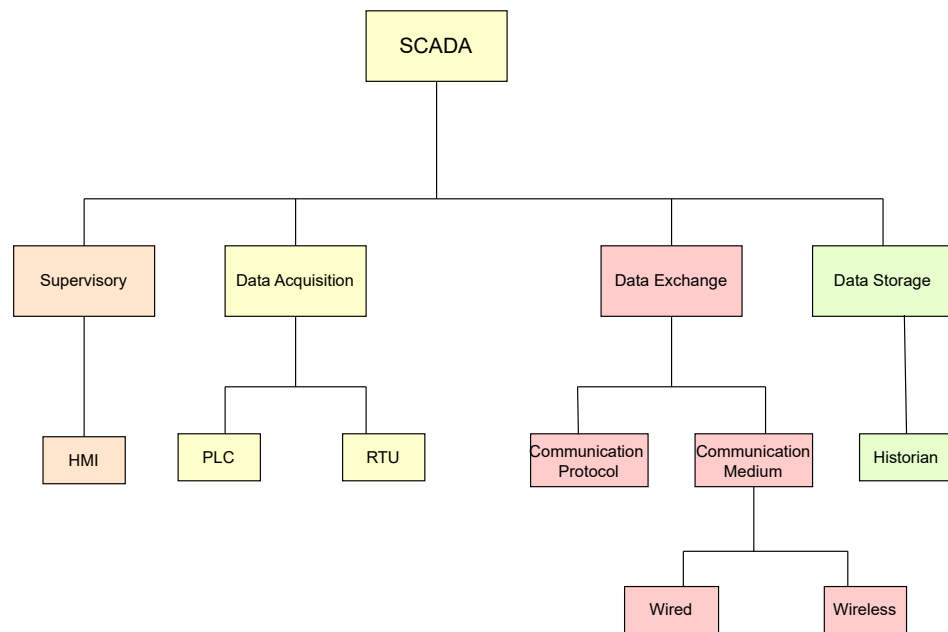 SCADA
Supervisory
Data Acquisition
Data Exchange
Data Storage
HMI
PLC
RTU
Communication
Protocol
Communication
Medium
Historian
Wired
Wireless